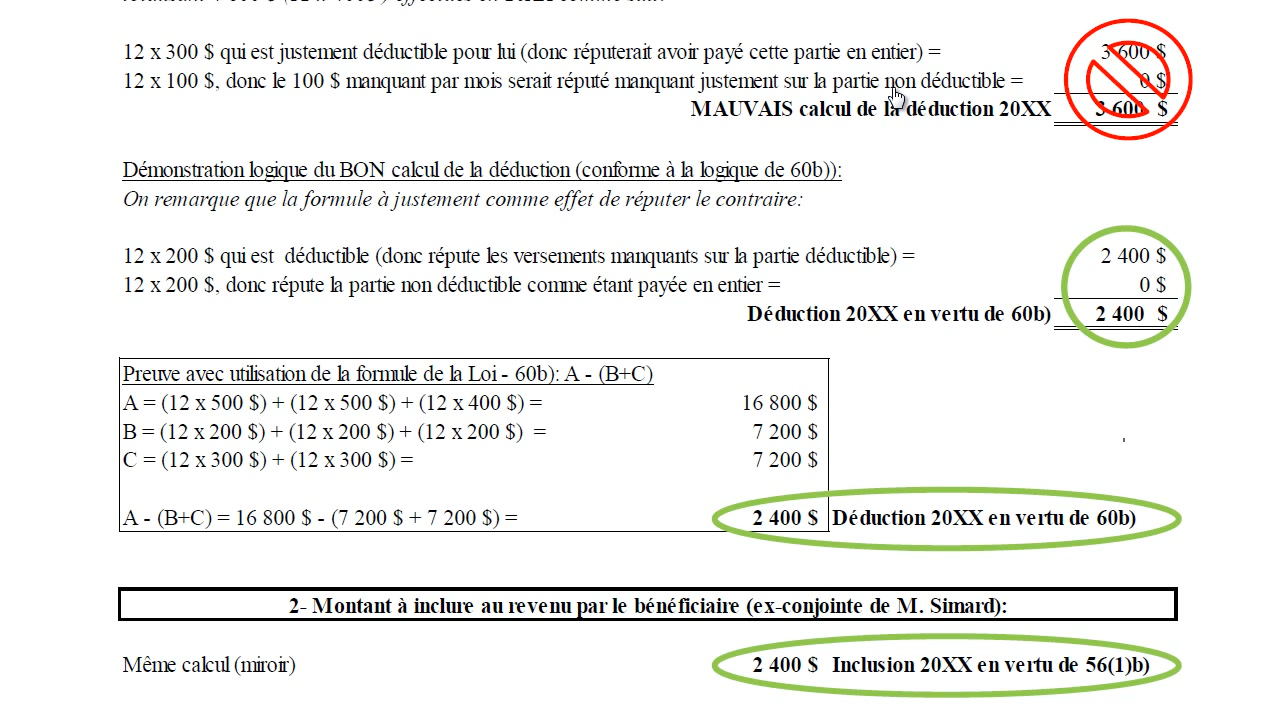 12 x 300 $ qui est justement déductible pour lui (donc réputerait avoir payé cette partie en entier) = 3 600 $
12 x 100 $, donc le 100 $ manquant par mois serait réputé manquant justement sur la partie non déductible = 0 $
MAUVAIS calcul de la déduction 20XX 3 600 $
Démonstration logique du BON calcul de la déduction (conforme à la logique de 60b)):
On remarque que la formule à justement comme effet de réputer le contraire:
12 x 200 $ qui est déductible (donc répute les versements manquants sur la partie déductible) = 2 400 $
12 x 200 $, donc répute la partie non déductible comme étant payée en entier = 0 $
Déduction 20XX en vertu de 60b) 2 400 $
Preuve avec utilisation de la formule de la Loi - 60b): A - (B+C)
A = (12 x 500 $) + (12 x 500 $) + (12 x 400 $) = 16 800 $
B = (12 x 200 $) + (12 x 200 $) + (12 x 200 $) = 7 200 $
C = (12 x 300 $) + (12 x 300 $) = 7 200 $
A - (B+C) = 16 800 $ - (7 200 $ + 7 200 $) = 2 400 $ Déduction 20XX en vertu de 60b)
2- Montant à inclure au revenu par le bénéficiaire (ex-conjointe de M. Simard):
Même calcul (miroir) 2 400 $ Inclusion 20XX en vertu de 56(1)b)